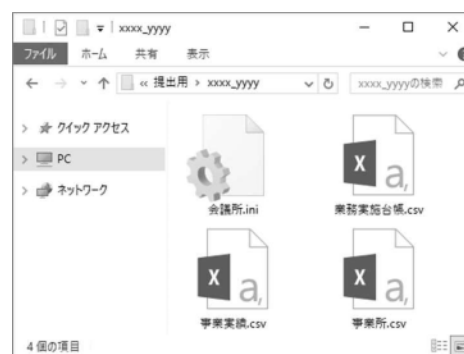 xxxx_yyyy
ファイル ホーム 共有 表示
« 提出用 › xxxx_yyyy xxxx_yyyyの検索
クイック アクセス
PC
ネットワーク
会議所.ini 業務実施台帳.csv
事業実績.csv 事業所.csv
4 個の項目